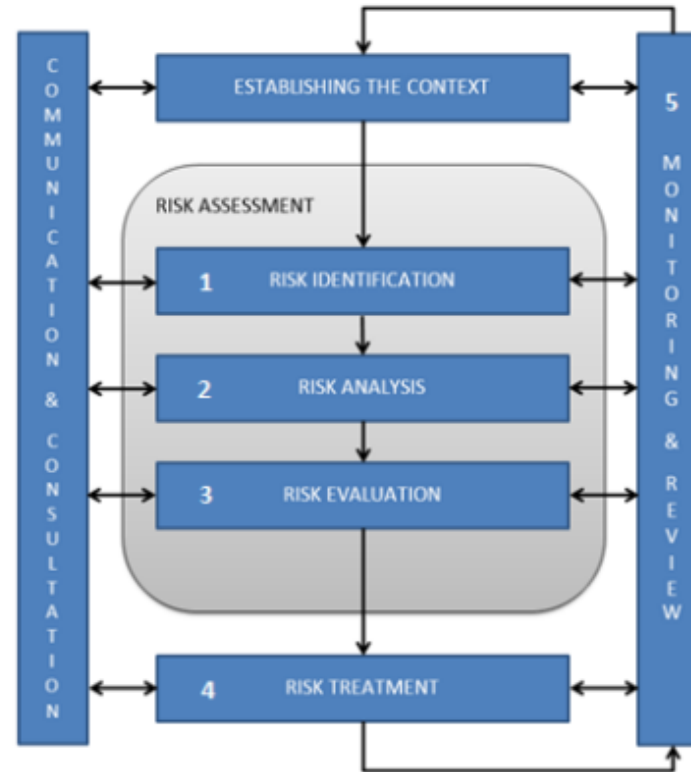 COMMUNICATION & CONSULTATION
ESTABLISHING THE CONTEXT
RISK ASSESSMENT
1 RISK IDENTIFICATION
2 RISK ANALYSIS
3 RISK EVALUATION
4 RISK TREATMENT
5 MONITORING & REVIEW